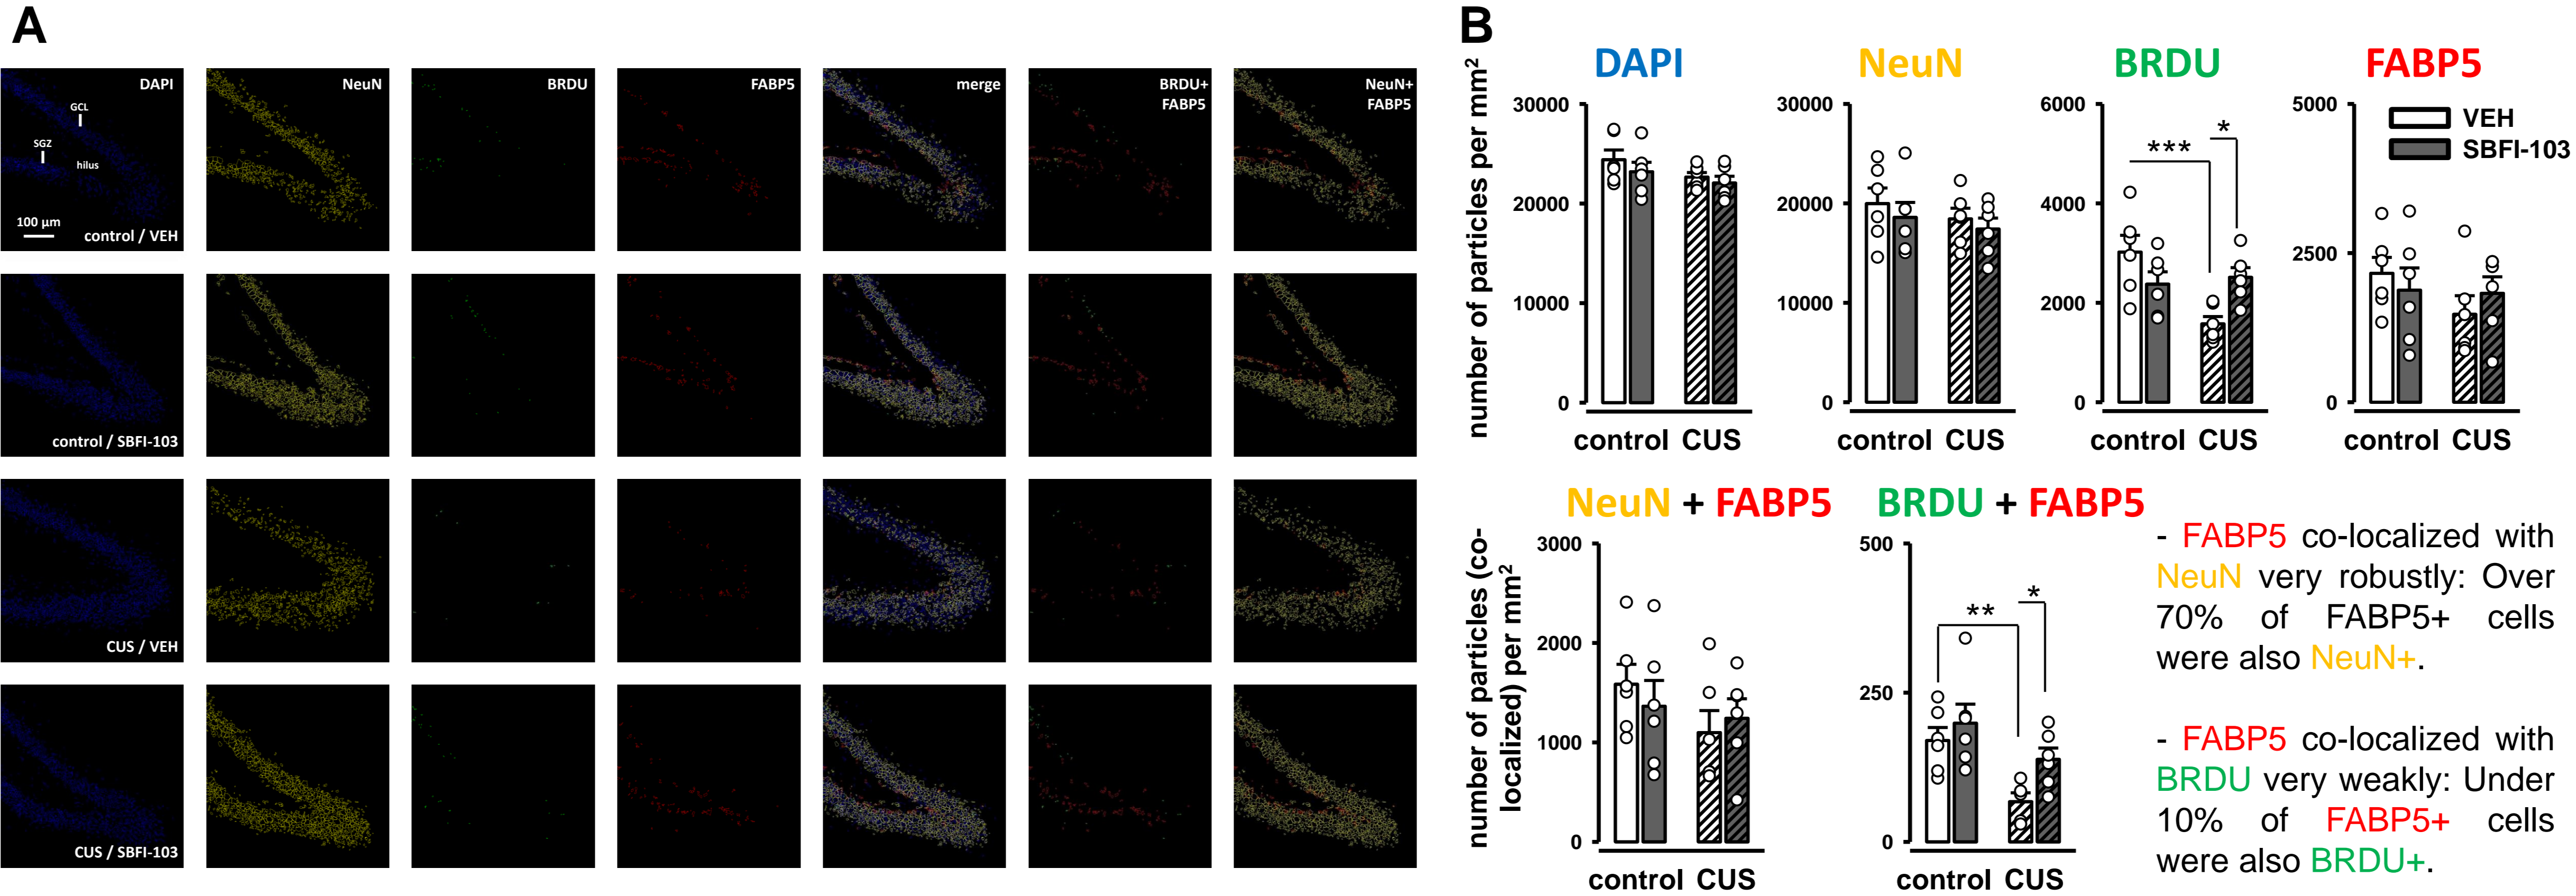 A
DAPI
GCL
SGZ
hilus
100 µm
control / VEH
NeuN
BRDU
FABP5
merge
BRDU+
FABP5
NeuN+
FABP5
control / SBFI-103
CUS / VEH
CUS / SBFI-103
B
number of particles per mm²
DAPI
30000
20000
10000
0
control CUS
NeuN
30000
20000
10000
0
control CUS
BRDU
6000
4000
2000
0
***
*
control CUS
FABP5
5000
2500
0
VEH
SBFI-103
control CUS
number of particles (co-
localized) per mm²
NeuN + FABP5
3000
2000
1000
0
control CUS
BRDU + FABP5
500
250
0
**
*
control CUS
- FABP5 co-localized with
NeuN very robustly: Over
70% of FABP5+ cells
were also NeuN+.
- FABP5 co-localized with
BRDU very weakly: Under
10% of FABP5+ cells
were also BRDU+.